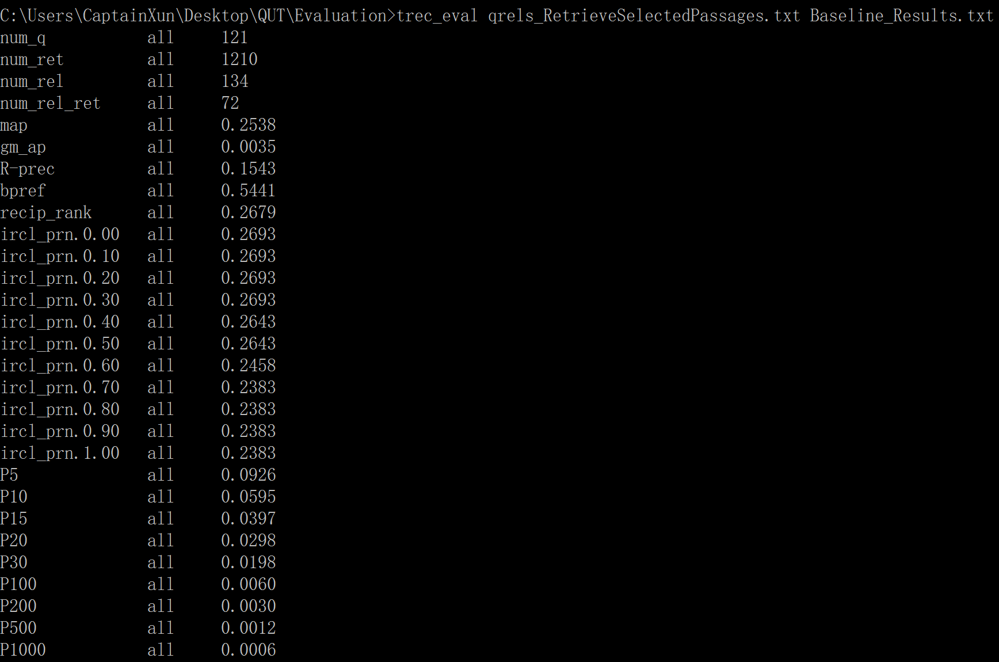 C:\Users\CaptainXun\Desktop\QUT\Evaluation>trec_eval qrels_RetrieveSelectedPassages.txt Baseline_Results.txt
num_q           all     121
num_ret         all     1210
num_rel         all     134
num_rel_ret     all     72
map             all     0.2538
gm_ap           all     0.0035
R-prec          all     0.1543
bpref           all     0.5441
recip_rank      all     0.2679
ircl_prn.0.00   all     0.2693
ircl_prn.0.10   all     0.2693
ircl_prn.0.20   all     0.2693
ircl_prn.0.30   all     0.2693
ircl_prn.0.40   all     0.2643
ircl_prn.0.50   all     0.2643
ircl_prn.0.60   all     0.2458
ircl_prn.0.70   all     0.2383
ircl_prn.0.80   all     0.2383
ircl_prn.0.90   all     0.2383
ircl_prn.1.00   all     0.2383
P5              all     0.0926
P10             all     0.0595
P15             all     0.0397
P20             all     0.0298
P30             all     0.0198
P100            all     0.0060
P200            all     0.0030
P500            all     0.0012
P1000           all     0.0006